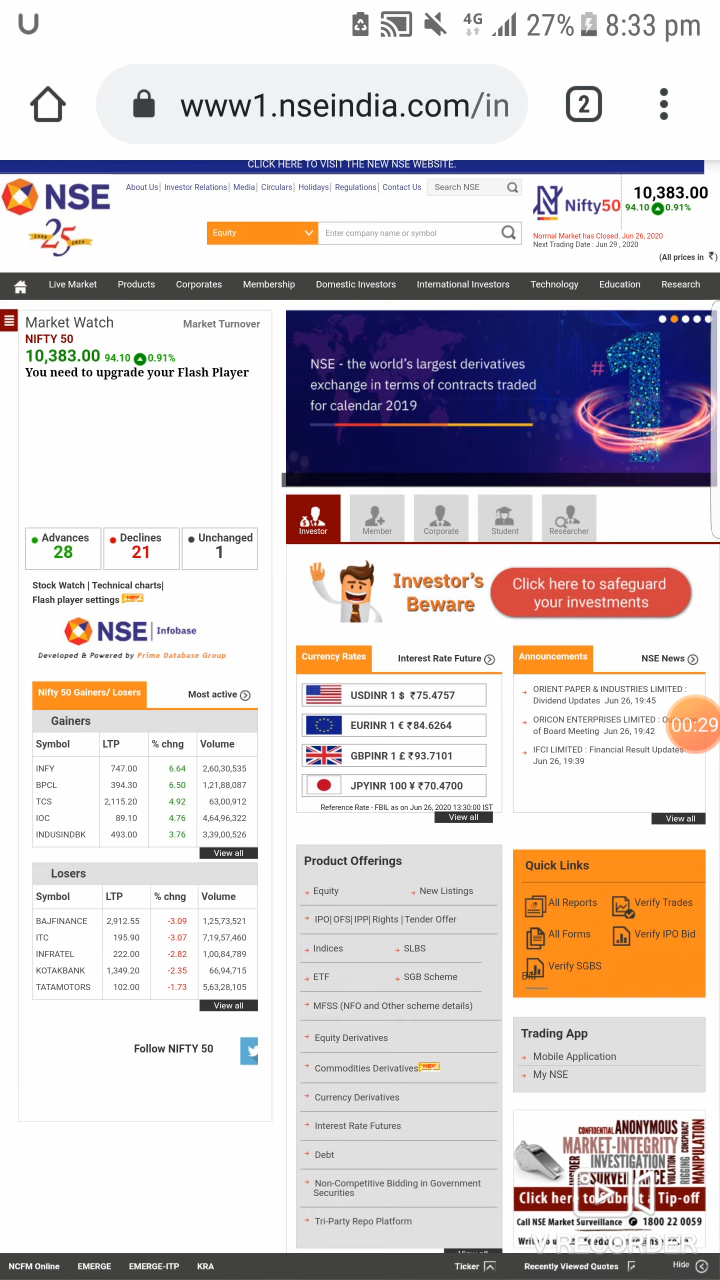 4G 27% 8:33 pm
www1.nseindia.com/in 2
CLICK HERE TO VISIT THE NEW NSE WEBSITE.
NSE
25
About Us| Investor Relations| Media| Circulars| Holidays| Regulations| Contact Us Search NSE
Equity Enter company name or symbol
Nifty50 10,383.00
94.10 0.91%
Normal Market has Closed. Jun 26, 2020
Next Trading Date : Jun 29 , 2020
(All prices in ₹)
Live Market Products Corporates Membership Domestic Investors International Investors Technology Education Research
Market Watch Market Turnover
NIFTY 50
10,383.00 94.10 0.91%
You need to upgrade your Flash Player
Advances Declines Unchanged
28 21 1
Stock Watch | Technical charts|
Flash player settings
NSE | Infobase
Developed & Powered by Prime Database Group
Nifty 50 Gainers/ Losers Most active
Gainers
Symbol LTP % chng Volume
INFY 747.00 6.64 2,60,30,535
BPCL 394.30 6.50 1,21,88,087
TCS 2,115.20 4.92 63,00,912
IOC 89.10 4.76 4,64,96,322
INDUSINDBK 493.00 3.76 3,39,00,526
View all
Losers
Symbol LTP % chng Volume
BAJFINANCE 2,912.55 -3.09 1,25,73,521
ITC 195.90 -3.07 7,19,57,460
INFRATEL 222.00 -2.82 1,00,84,789
KOTAKBANK 1,349.20 -2.35 66,94,715
TATAMOTORS 102.00 -1.73 5,63,28,105
View all
Follow NIFTY 50
NSE - the world's largest derivatives
exchange in terms of contracts traded
for calendar 2019
#1
Investor Member Corporate Student Researcher
Investor's
Beware
Click here to safeguard
your investments
Currency Rates Interest Rate Future
USDINR 1 $ ₹75.4757
EURINR 1 € ₹84.6264
GBPINR 1 £ ₹93.7101
JPYINR 100 ¥ ₹70.4700
Reference Rate - FBIL as on Jun 26, 2020 13:30:00 IST
View all
Announcements NSE News
ORIENT PAPER & INDUSTRIES LIMITED :
Dividend Updates Jun 26, 19:45
ORICON ENTERPRISES LIMITED :
of Board Meeting Jun 26, 19:42
IFCI LIMITED : Financial Result Updates
Jun 26, 19:39
00:29
View all
Product Offerings
Equity New Listings
IPO| OFS| IPP| Rights | Tender Offer
Indices SLBS
ETF SGB Scheme
MFSS (NFO and Other scheme details)
Equity Derivatives
Commodities Derivatives
Currency Derivatives
Interest Rate Futures
Debt
Non-Competitive Bidding in Government
Securities
Tri-Party Repo Platform
View all
Quick Links
All Reports Verify Trades
All Forms Verify IPO Bid
Verify SGBS
Bid
Trading App
Mobile Application
My NSE
CONFIDENTIAL ANONYMOUS
MARKET-INTEGRITY
INVESTIGATION
SURVEILLANCE
INSIDER
VIOLATION
RIGGING
CONSPIRACY
MANIPULATION
Click here to Submit a Tip-off
Call NSE Market Surveillance 1800 22 0059
V RECORDER
NCFM Online EMERGE EMERGE-ITP KRA Ticker Recently Viewed Quotes Hide